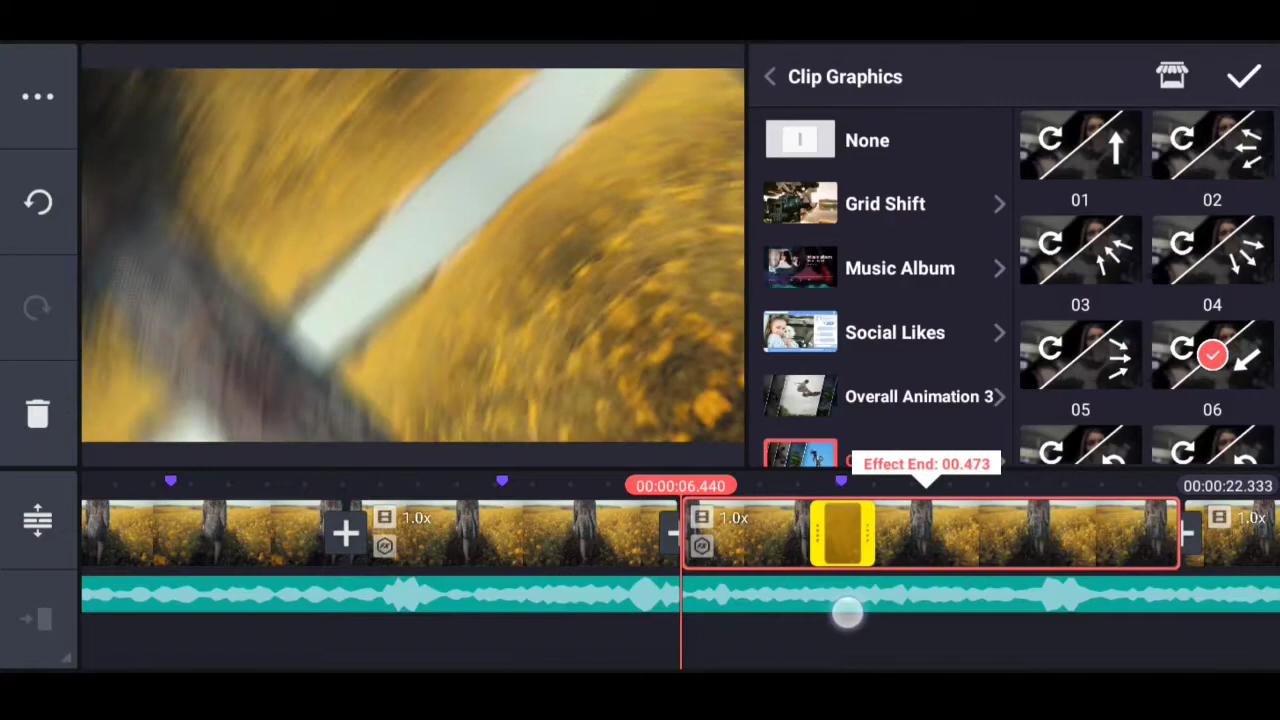 Clip Graphics
None
Grid Shift
Music Album
Social Likes
Overall Animation 3
01
02
03
04
05
06
Effect End: 00.473
00:00:06.440
00:00:22.333
1.0x
1.0x
1.0x